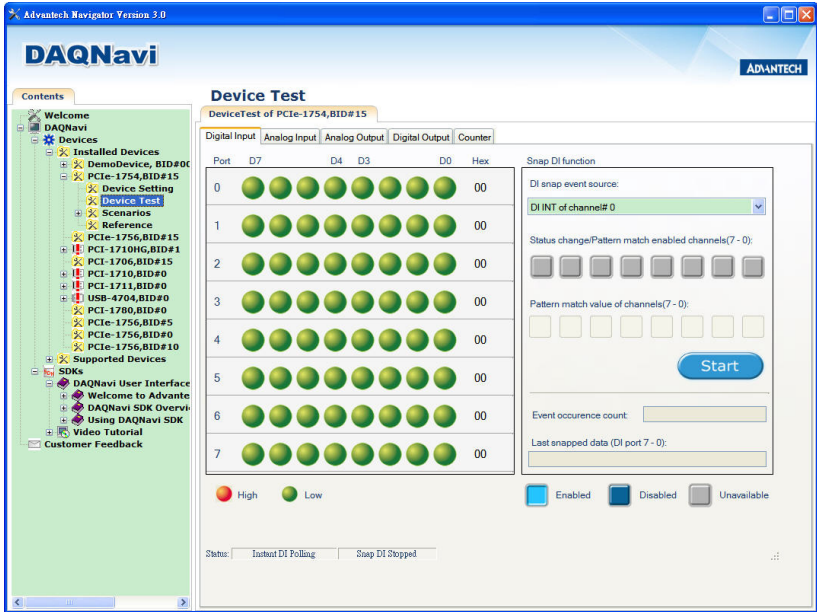 Advantech Navigator Version 3.0
DAQNavi
ADVANTECH
Contents
Welcome
DAQNavi
Devices
Installed Devices
DemoDevice, BID#0(
PCIe-1754,BID#15
Device Setting
Device Test
Scenarios
Reference
PCIe-1756,BID#15
PCI-1710HG,BID#1
PCI-1706,BID#15
PCI-1710,BID#0
PCI-1711,BID#0
USB-4704,BID#0
PCI-1780,BID#0
PCIe-1756,BID#5
PCIe-1756,BID#0
PCIe-1756,BID#10
Supported Devices
SDKs
DAQNavi User Interface
Welcome to Advante
DAQNavi SDK Overvi
Using DAQNavi SDK
Video Tutorial
Customer Feedback
Device Test
DeviceTest of PCIe-1754,BID#15
Digital Input Analog Input Analog Output Digital Output Counter
Port D7 D4 D3 D0 Hex
0 00
1 00
2 00
3 00
4 00
5 00
6 00
7 00
High Low
Snap DI function
DI snap event source:
DI INT of channel# 0
Status change/Pattern match enabled channels(7 - 0):
Pattern match value of channels(7 - 0):
Start
Event occurence count:
Last snapped data (DI port 7 - 0):
Enabled Disabled Unavailable
Status: Instant DI Polling Snap DI Stopped